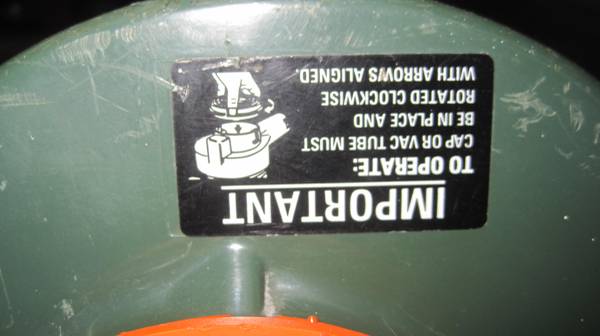 IMPORTANT
TO OPERATE:
CAP OR VAC TUBE MUST
BE IN PLACE AND
ROTATED CLOCKWISE
WITH ARROWS ALIGNED